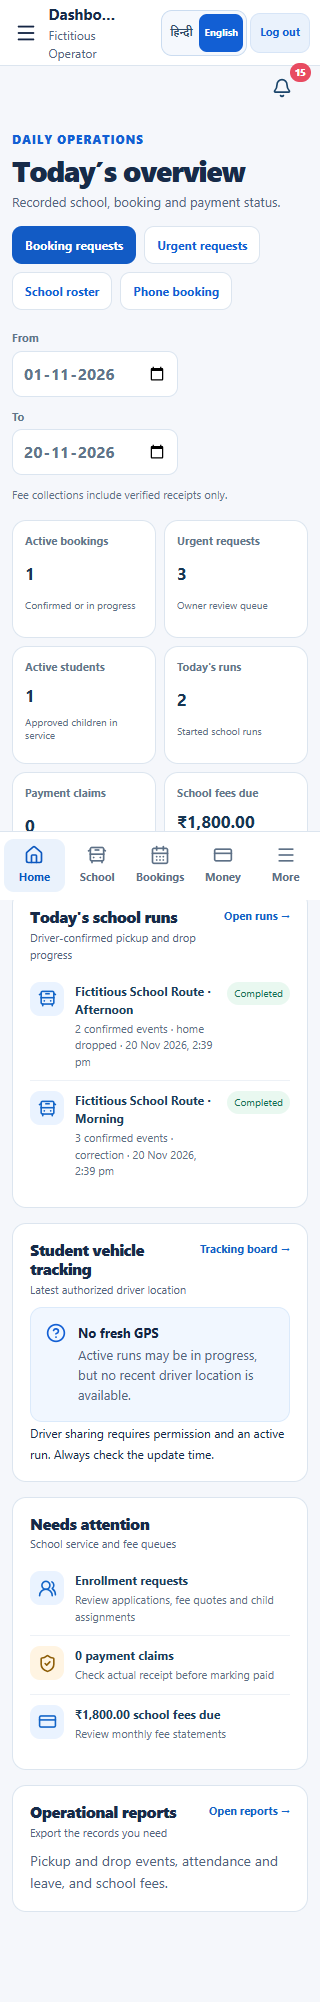 Dashbo...
Fictitious
Operator
हिन्दी
English
Log out
15
DAILY OPERATIONS
Today's overview
Recorded school, booking and payment status.
Booking requests
Urgent requests
School roster
Phone booking
From
01-11-2026
To
20-11-2026
Fee collections include verified receipts only.
Active bookings
1
Confirmed or in progress
Urgent requests
3
Owner review queue
Active students
1
Approved children in
service
Today's runs
2
Started school runs
Payment claims
0
School fees due
₹1,800.00
Home
School
Bookings
Money
More
Today's school runs
Open runs →
Driver-confirmed pickup and drop
progress
Fictitious School Route ·
Afternoon
Completed
2 confirmed events · home
dropped · 20 Nov 2026, 2:39
pm
Fictitious School Route ·
Morning
Completed
3 confirmed events ·
correction · 20 Nov 2026,
2:39 pm
Student vehicle
tracking
Tracking board →
Latest authorized driver location
No fresh GPS
Active runs may be in progress,
but no recent driver location is
available.
Driver sharing requires permission and an active
run. Always check the update time.
Needs attention
School service and fee queues
Enrollment requests
Review applications, fee quotes and child
assignments
0 payment claims
Check actual receipt before marking paid
₹1,800.00 school fees due
Review monthly fee statements
Operational reports
Open reports →
Export the records you need
Pickup and drop events, attendance and
leave, and school fees.